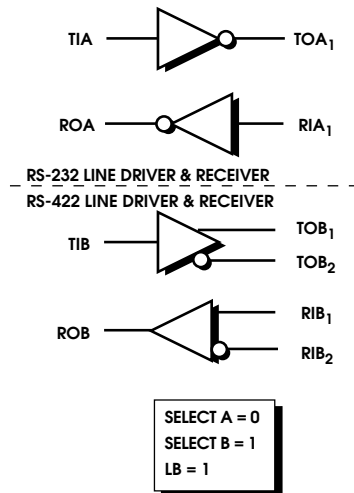 TIA TOA1
ROA RIA1
RS-232 LINE DRIVER & RECEIVER
RS-422 LINE DRIVER & RECEIVER
TOB1
TIB
TOB2
RIB1
ROB
RIB2
SELECT A = 0
SELECT B = 1
LB = 1